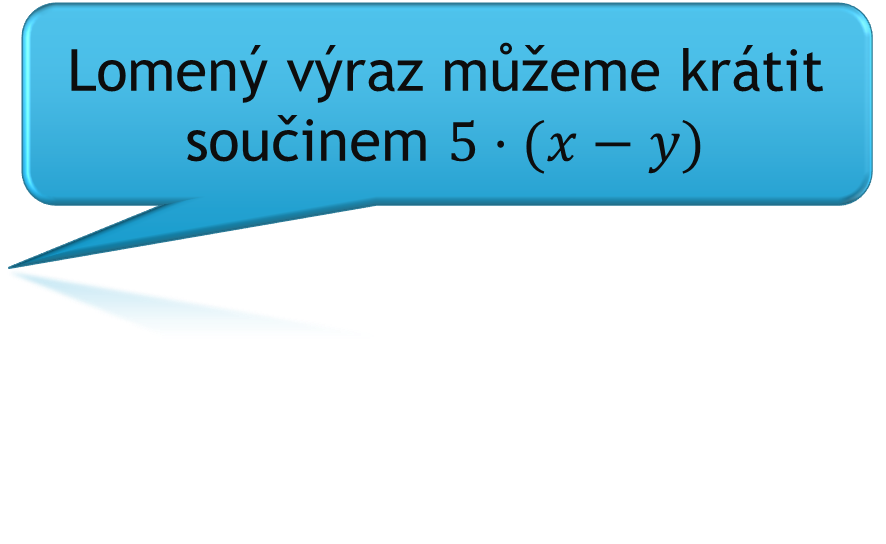 Lomený výraz můžeme krátit
součinem 5 · (x − y)